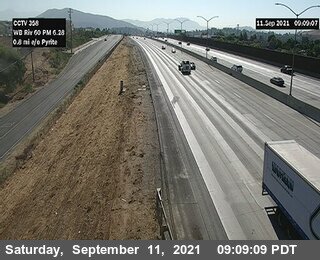 CCTV 358
WB Riv 60 PM 6.28
0.8 mi e/o Pyrite
11.Sep 2021 09:09:07
Saturday, September 11, 2021 09:09:09 PDT